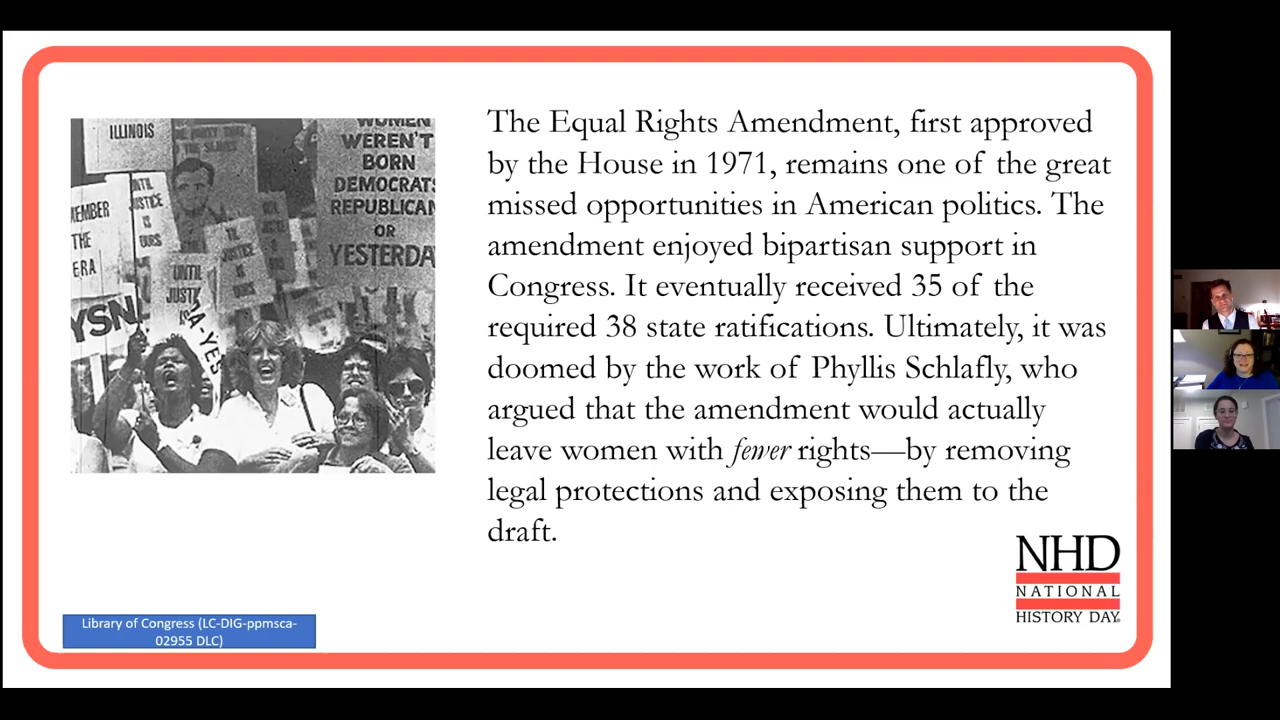 ILLINOIS
WOMEN
WEREN'T
BORN
DEMOCRATS
REPUBLICAN
OR
YESTERDA
UNTIL
JUSTICE
IS
OURS
EMBER
THE
ERA
UNTIL
A-YES
YSN
The Equal Rights Amendment, first approved
by the House in 1971, remains one of the great
missed opportunities in American politics. The
amendment enjoyed bipartisan support in
Congress. It eventually received 35 of the
required 38 state ratifications. Ultimately, it was
doomed by the work of Phyllis Schlafly, who
argued that the amendment would actually
leave women with fewer rights—by removing
legal protections and exposing them to the
draft.
NHD
NATIONAL
HISTORY DAY
Library of Congress (LC-DIG-ppmsca-
02955 DLC)